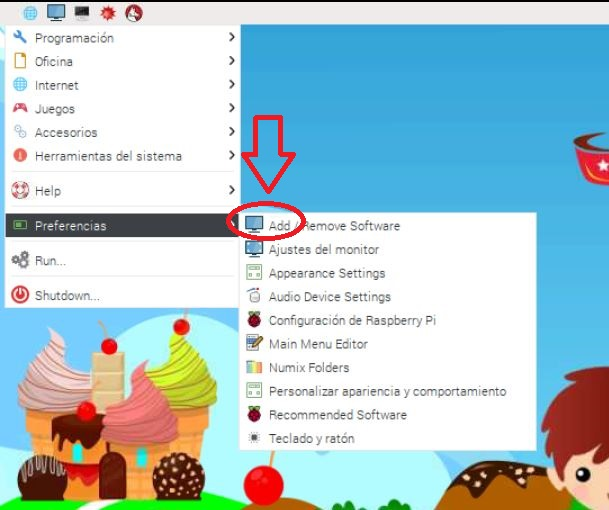 Programación
Oficina
Internet
Juegos
Accesorios
Herramientas del sistema
Help
Preferencias
Run...
Shutdown...
Add / Remove Software
Ajustes del monitor
Appearance Settings
Audio Device Settings
Configuración de Raspberry Pi
Main Menu Editor
Numix Folders
Personalizar apariencia y comportamiento
Recommended Software
Teclado y ratón